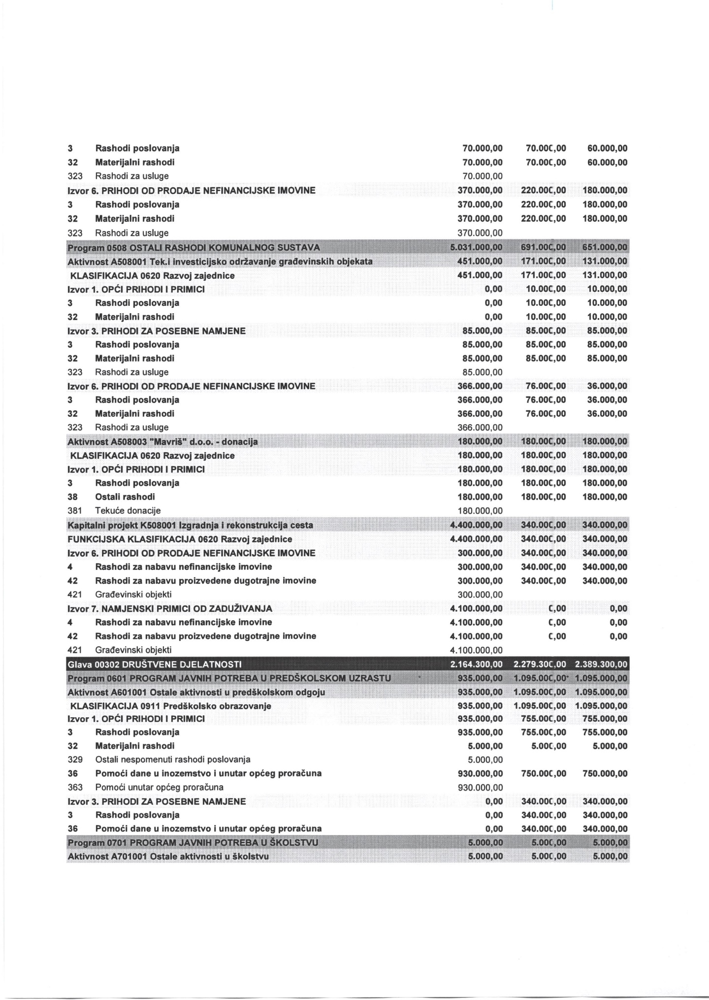 3 Rashodi poslovanja 70.000,00 70.000,00 60.000,00
32 Materijalni rashodi 70.000,00 70.000,00 60.000,00
323 Rashodi za usluge 70.000,00
Izvor 6. PRIHODI OD PRODAJE NEFINANCIJSKE IMOVINE 370.000,00 220.000,00 180.000,00
3 Rashodi poslovanja 370.000,00 220.000,00 180.000,00
32 Materijalni rashodi 370.000,00 220.000,00 180.000,00
323 Rashodi za usluge 370.000,00
Program 0508 OSTALI RASHODI KOMUNALNOG SUSTAVA 5.031.000,00 691.000,00 651.000,00
Aktivnost A508001 Tek.i investicijsko održavanje građevinskih objekata 451.000,00 171.000,00 131.000,00
KLASIFIKACIJA 0620 Razvoj zajednice 451.000,00 171.000,00 131.000,00
Izvor 1. OPĆI PRIHODI I PRIMICI 0,00 10.000,00 10.000,00
3 Rashodi poslovanja 0,00 10.000,00 10.000,00
32 Materijalni rashodi 0,00 10.000,00 10.000,00
Izvor 3. PRIHODI ZA POSEBNE NAMJENE 85.000,00 85.000,00 85.000,00
3 Rashodi poslovanja 85.000,00 85.000,00 85.000,00
32 Materijalni rashodi 85.000,00 85.000,00 85.000,00
323 Rashodi za usluge 85.000,00
Izvor 6. PRIHODI OD PRODAJE NEFINANCIJSKE IMOVINE 366.000,00 76.000,00 36.000,00
3 Rashodi poslovanja 366.000,00 76.000,00 36.000,00
32 Materijalni rashodi 366.000,00 76.000,00 36.000,00
323 Rashodi za usluge 366.000,00
Aktivnost A508003 "Mavriš" d.o.o. - donacija 180.000,00 180.000,00 180.000,00
KLASIFIKACIJA 0620 Razvoj zajednice 180.000,00 180.000,00 180.000,00
Izvor 1. OPĆI PRIHODI I PRIMICI 180.000,00 180.000,00 180.000,00
3 Rashodi poslovanja 180.000,00 180.000,00 180.000,00
38 Ostali rashodi 180.000,00 180.000,00 180.000,00
381 Tekuće donacije 180.000,00
Kapitalni projekt K508001 Izgradnja i rekonstrukcija cesta 4.400.000,00 340.000,00 340.000,00
FUNKCIJSKA KLASIFIKACIJA 0620 Razvoj zajednice 4.400.000,00 340.000,00 340.000,00
Izvor 6. PRIHODI OD PRODAJE NEFINANCIJSKE IMOVINE 300.000,00 340.000,00 340.000,00
4 Rashodi za nabavu nefinancijske imovine 300.000,00 340.000,00 340.000,00
42 Rashodi za nabavu proizvedene dugotrajne imovine 300.000,00 340.000,00 340.000,00
421 Građevinski objekti 300.000,00
Izvor 7. NAMJENSKI PRIMICI OD ZADUŽIVANJA 4.100.000,00 0,00 0,00
4 Rashodi za nabavu nefinancijske imovine 4.100.000,00 0,00 0,00
42 Rashodi za nabavu proizvedene dugotrajne imovine 4.100.000,00 0,00 0,00
421 Građevinski objekti 4.100.000,00
Glava 00302 DRUŠTVENE DJELATNOSTI 2.164.300,00 2.279.300,00 2.389.300,00
Program 0601 PROGRAM JAVNIH POTREBA U PREDŠKOLSKOM UZRASTU 935.000,00 1.095.000,00 1.095.000,00
Aktivnost A601001 Ostale aktivnosti u predškolskom odgoju 935.000,00 1.095.000,00 1.095.000,00
KLASIFIKACIJA 0911 Predškolsko obrazovanje 935.000,00 1.095.000,00 1.095.000,00
Izvor 1. OPĆI PRIHODI I PRIMICI 935.000,00 755.000,00 755.000,00
3 Rashodi poslovanja 935.000,00 755.000,00 755.000,00
32 Materijalni rashodi 5.000,00 5.000,00 5.000,00
329 Ostali nespomenuti rashodi poslovanja 5.000,00
36 Pomoći dane u inozemstvo i unutar općeg proračuna 930.000,00 750.000,00 750.000,00
363 Pomoći unutar općeg proračuna 930.000,00
Izvor 3. PRIHODI ZA POSEBNE NAMJENE 0,00 340.000,00 340.000,00
3 Rashodi poslovanja 0,00 340.000,00 340.000,00
36 Pomoći dane u inozemstvo i unutar općeg proračuna 0,00 340.000,00 340.000,00
Program 0701 PROGRAM JAVNIH POTREBA U ŠKOLSTVU 5.000,00 5.000,00 5.000,00
Aktivnost A701001 Ostale aktivnosti u školstvu 5.000,00 5.000,00 5.000,00